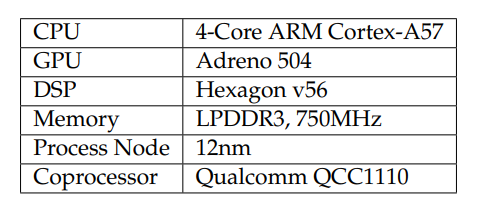 CPU 4-Core ARM Cortex-A57
GPU Adreno 504
DSP Hexagon v56
Memory LPDDR3, 750MHz
Process Node 12nm
Coprocessor Qualcomm QCC1110